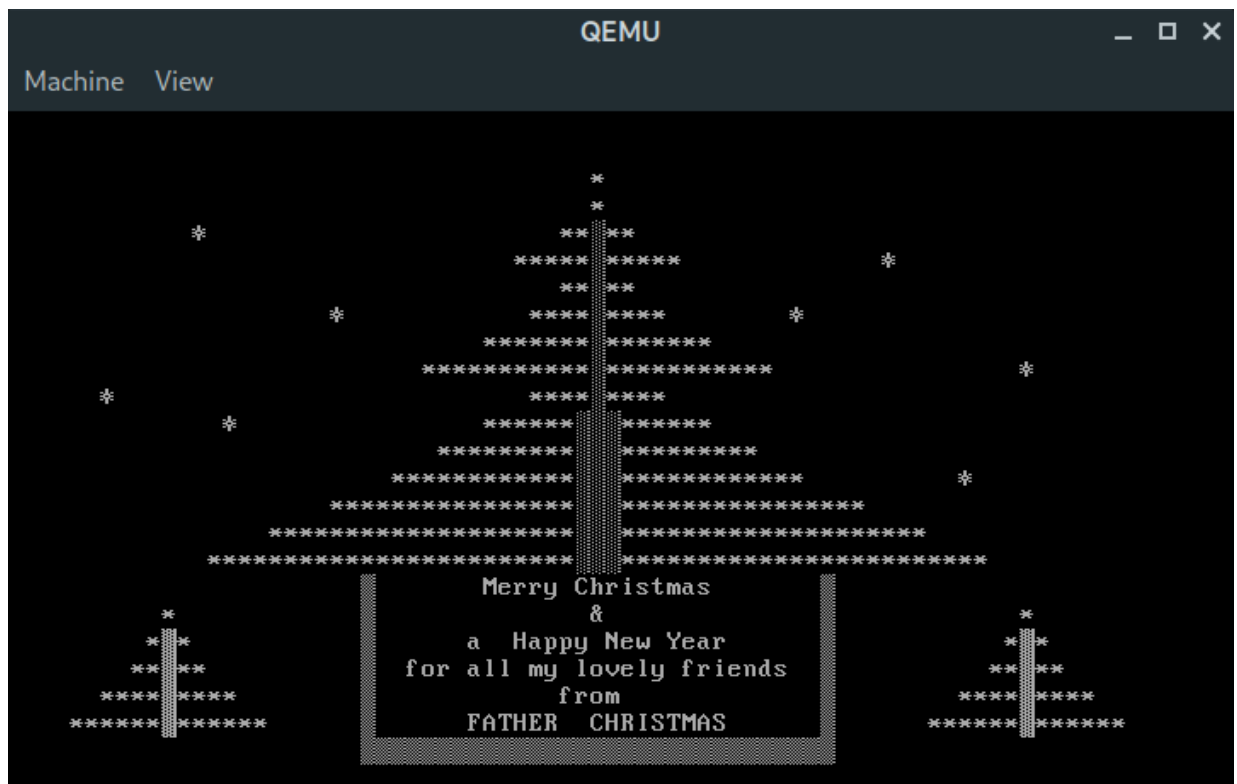 QEMU
Machine View
Merry Christmas
&
a  Happy New Year
for all my lovely friends
from
FATHER  CHRISTMAS